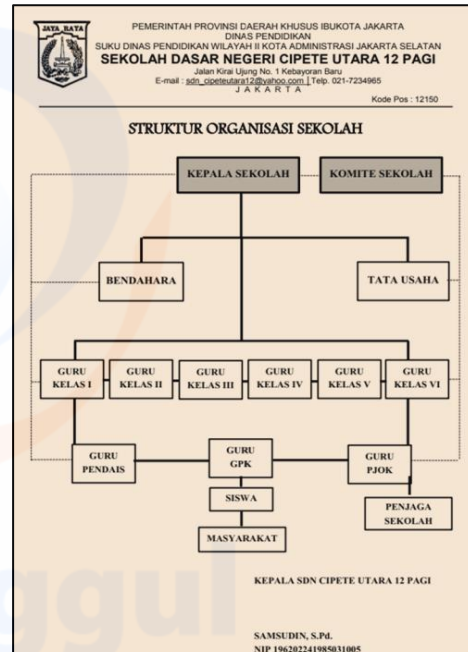 JAYA RAYA
PEMERINTAH PROVINSI DAERAH KHUSUS IBUKOTA JAKARTA
DINAS PENDIDIKAN
SUKU DINAS PENDIDIKAN WILAYAH II KOTA ADMINISTRASI JAKARTA SELATAN
SEKOLAH DASAR NEGERI CIPETE UTARA 12 PAGI
Jalan Kirai Ujung No. 1 Kebayoran Baru
E-mail : sdn_cipeteutara12@yahoo.com | Telp. 021-7234965
J A K A R T A
Kode Pos : 12150
STRUKTUR ORGANISASI SEKOLAH
KEPALA SEKOLAH
KOMITE SEKOLAH
BENDAHARA
TATA USAHA
GURU
KELAS I
GURU
KELAS II
GURU
KELAS III
GURU
KELAS IV
GURU
KELAS V
GURU
KELAS VI
GURU
PENDAIS
GURU
GPK
GURU
PJOK
SISWA
PENJAGA
SEKOLAH
MASYARAKAT
KEPALA SDN CIPETE UTARA 12 PAGI
SAMSUDIN, S.Pd.
NIP 196202241985031005
nggul